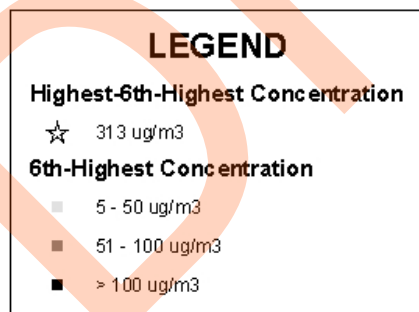 LEGEND
Highest-6th-Highest Concentration
313 ug/m3
6th-Highest Concentration
5 - 50 ug/m3
51 - 100 ug/m3
> 100 ug/m3